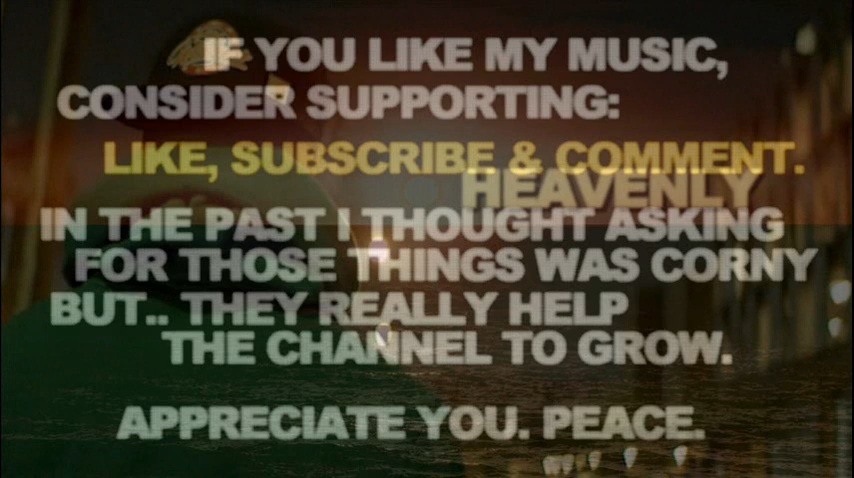 IF YOU LIKE MY MUSIC,
CONSIDER SUPPORTING:
LIKE, SUBSCRIBE & COMMENT.
HEAVENLY
IN THE PAST I THOUGHT ASKING
FOR THOSE THINGS WAS CORNY
BUT.. THEY REALLY HELP
THE CHANNEL TO GROW.
APPRECIATE YOU. PEACE.